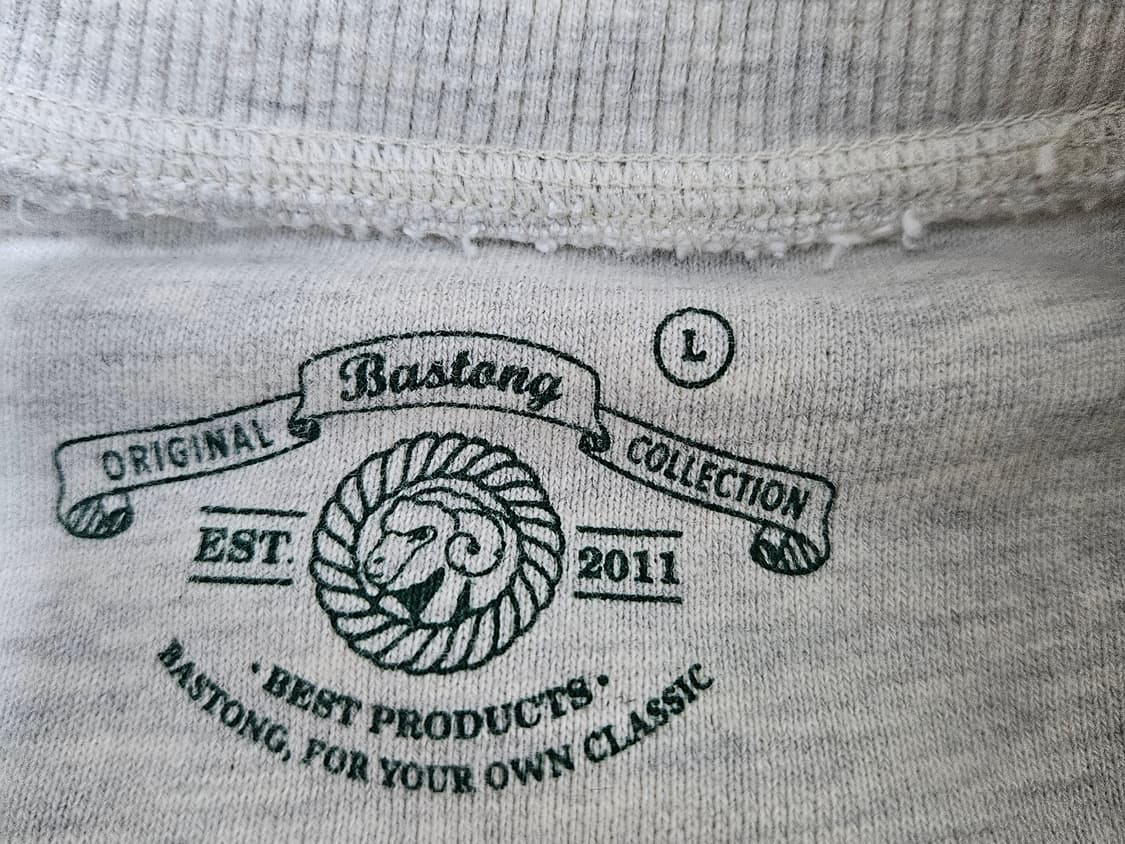 L
Bastong
ORIGINAL
COLLECTION
EST.
2011
· BEST PRODUCTS ·
BASTONG, FOR YOUR OWN CLASSIC